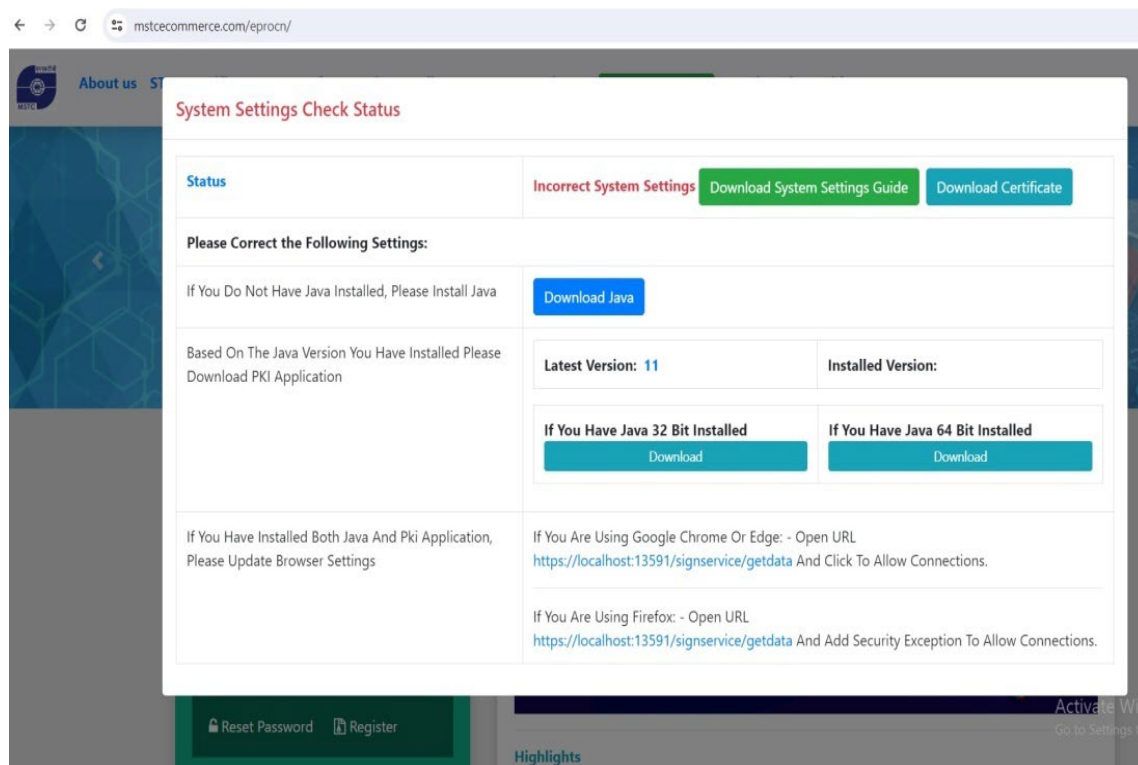 mstcecommerce.com/eprocn/
MSTC
About us
System Settings Check Status
Status
Incorrect System Settings
Download System Settings Guide
Download Certificate
Please Correct the Following Settings:
If You Do Not Have Java Installed, Please Install Java
Download Java
Based On The Java Version You Have Installed Please
Download PKI Application
Latest Version: 11
Installed Version:
If You Have Java 32 Bit Installed
Download
If You Have Java 64 Bit Installed
Download
If You Have Installed Both Java And Pki Application,
Please Update Browser Settings
If You Are Using Google Chrome Or Edge: - Open URL
https://localhost:13591/signservice/getdata And Click To Allow Connections.
If You Are Using Firefox: - Open URL
https://localhost:13591/signservice/getdata And Add Security Exception To Allow Connections.
Reset Password
Register
Highlights
Activate
Go to Settings